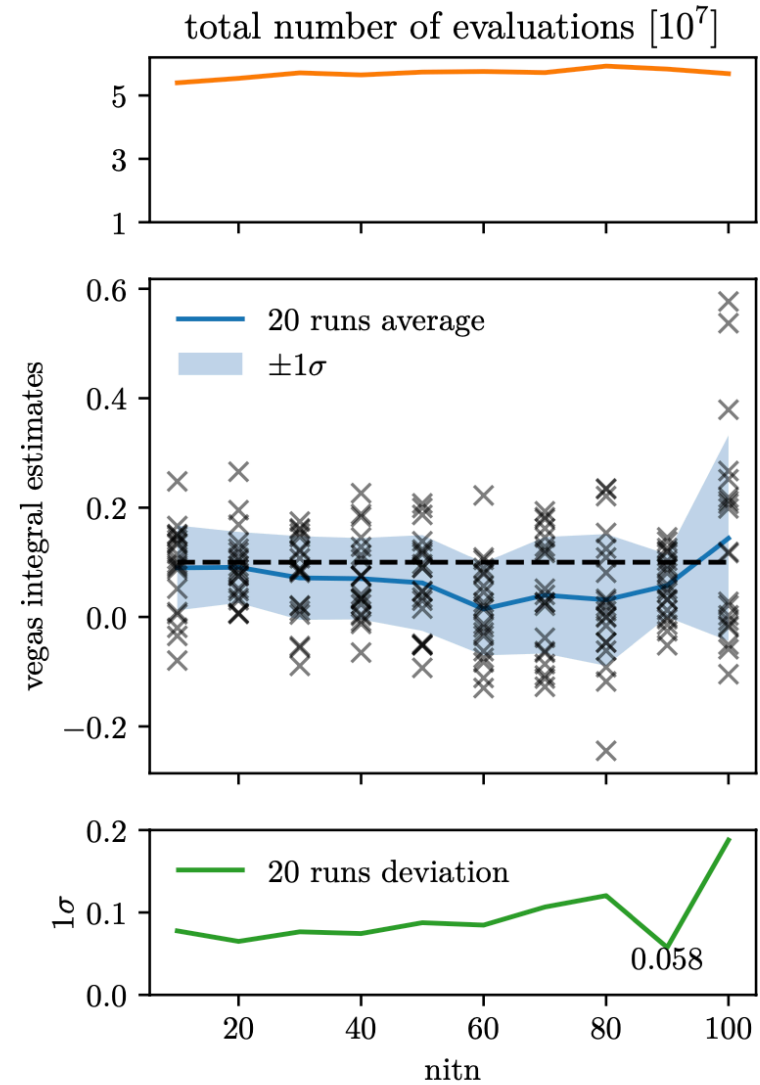 total number of evaluations [10⁷]
5
3
1
0.6
0.4
0.2
0.0
−0.2
vegas integral estimates
20 runs average
±1σ
0.2
0.1
0.0
1σ
20 runs deviation
0.058
20 40 60 80 100
nitn